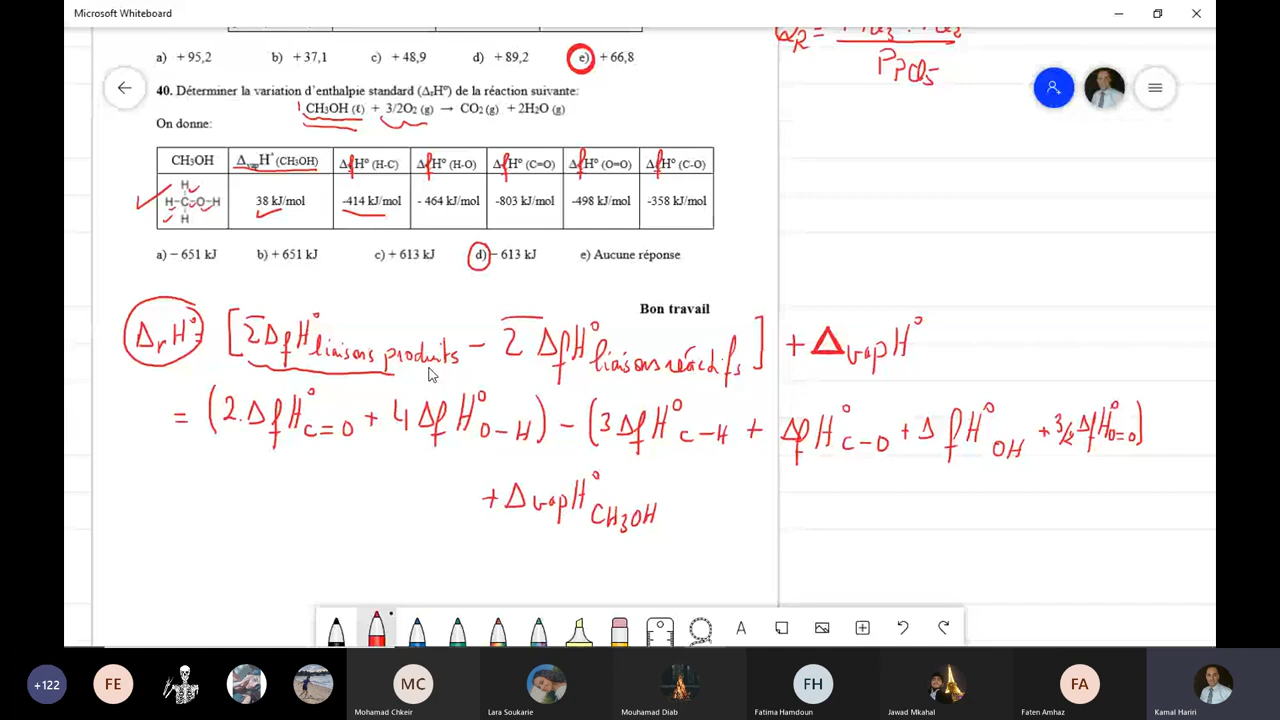 Microsoft Whiteboard
a) + 95,2 b) + 37,1 c) + 48,9 d) + 89,2 e) + 66,8
PPCl5
40. Déterminer la variation d'enthalpie standard (ΔrH°) de la réaction suivante:
CH3OH (ℓ) + 3/2O2 (g) → CO2 (g) + 2H2O (g)
On donne:
CH3OH ΔvapH° (CH3OH) ΔfH° (H-C) ΔfH° (H-O) ΔfH° (C=O) ΔfH° (O=O) ΔfH° (C-O)
H
H-C-O-H 38 kJ/mol -414 kJ/mol - 464 kJ/mol -803 kJ/mol -498 kJ/mol -358 kJ/mol
H
a) − 651 kJ b) + 651 kJ c) + 613 kJ d) − 613 kJ e) Aucune réponse
Bon travail
ΔrH° = [ΣΔfH° liaisons produits - ΣΔfH° liaisons réactifs] + ΔvapH°
= (2.ΔfH°C=O + 4ΔfH°O-H) - (3ΔfH°C-H + ΔfH°C-O + ΔfH°OH + 3/2ΔfH°O=O)
+ ΔvapH°CH3OH
A
+122 FE MC FH FA
Mohamad Chkeir Lara Soukarie Mouhamad Diab Fatima Hamdoun Jawad Mkahal Faten Amhaz Kamal Hariri